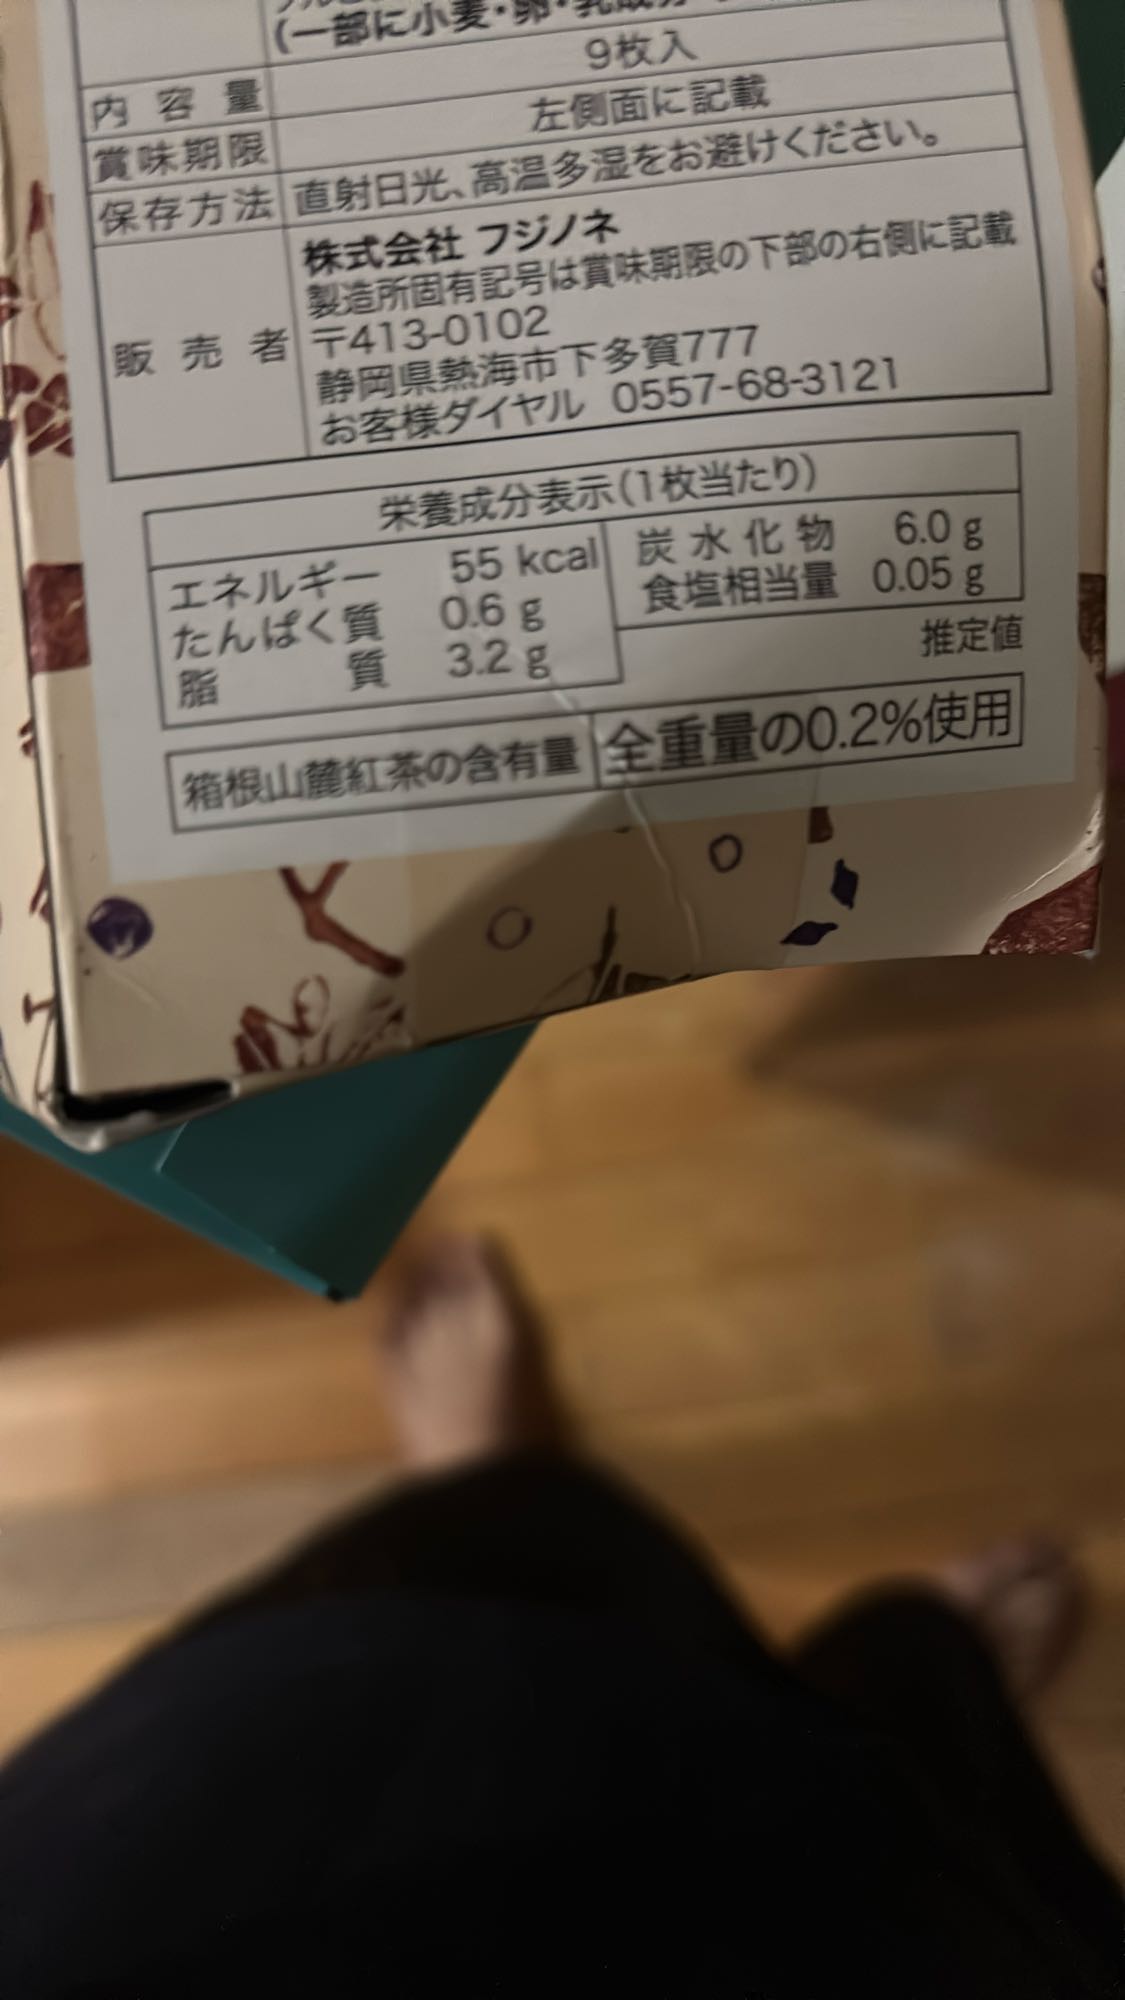 (一部に小麦・卵・乳成分
内容量 9枚入
賞味期限 左側面に記載
保存方法 直射日光、高温多湿をお避けください。
販売者 株式会社 フジノネ
製造所固有記号は賞味期限の下部の右側に記載
〒413-0102
静岡県熱海市下多賀777
お客様ダイヤル 0557-68-3121
栄養成分表示(1枚当たり)
エネルギー 55 kcal
たんぱく質 0.6 g
脂質 3.2 g
炭水化物 6.0 g
食塩相当量 0.05 g
推定値
箱根山麓紅茶の含有量 全重量の0.2%使用